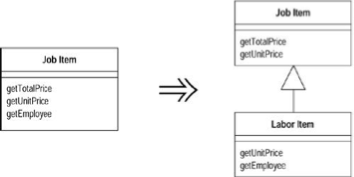 Job Item
getTotalPrice
getUnitPrice
getEmployee
Job Item
getTotalPrice
getUnitPrice
Labor Item
getUnitPrice
getEmployee